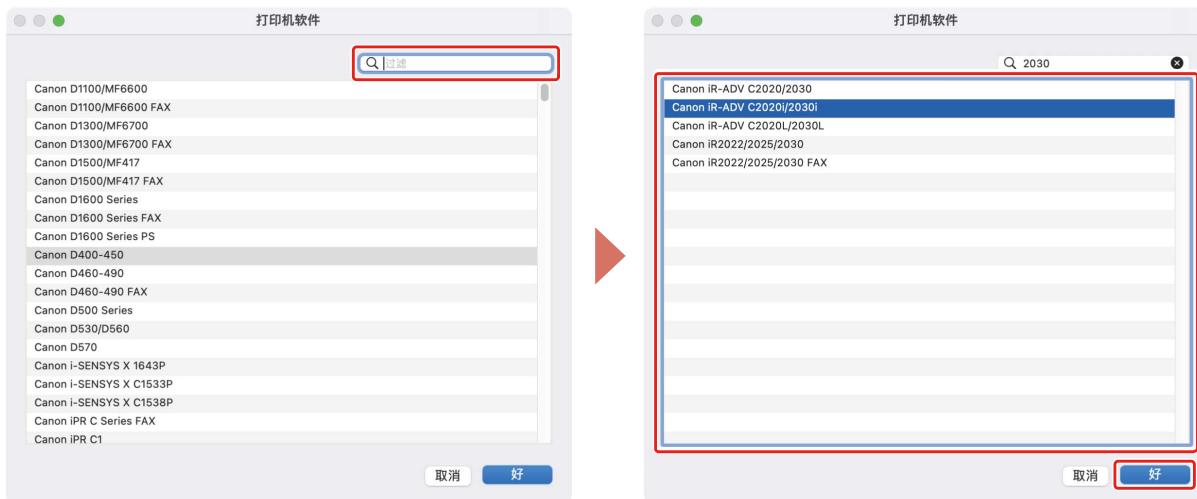 打印机软件
过滤
Canon D1100/MF6600
Canon D1100/MF6600 FAX
Canon D1300/MF6700
Canon D1300/MF6700 FAX
Canon D1500/MF417
Canon D1500/MF417 FAX
Canon D1600 Series
Canon D1600 Series FAX
Canon D1600 Series PS
Canon D400-450
Canon D460-490
Canon D460-490 FAX
Canon D500 Series
Canon D530/D560
Canon D570
Canon i-SENSYS X 1643P
Canon i-SENSYS X C1533P
Canon i-SENSYS X C1538P
Canon iPR C Series FAX
Canon iPR C1
取消
好
打印机软件
2030
Canon iR-ADV C2020/2030
Canon iR-ADV C2020i/2030i
Canon iR-ADV C2020L/2030L
Canon iR2022/2025/2030
Canon iR2022/2025/2030 FAX
取消
好